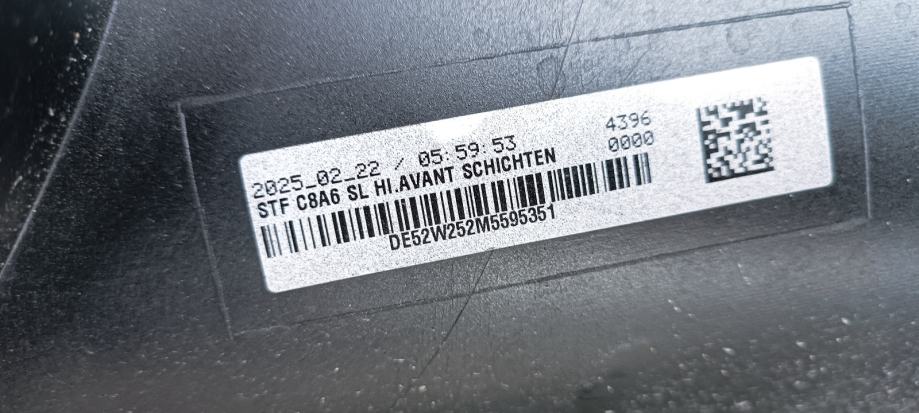 2025_02_22 / 05:59:53
4396
0000
STF C8A6 SL HI.AVANT SCHICHTEN
DE52W252M5595351